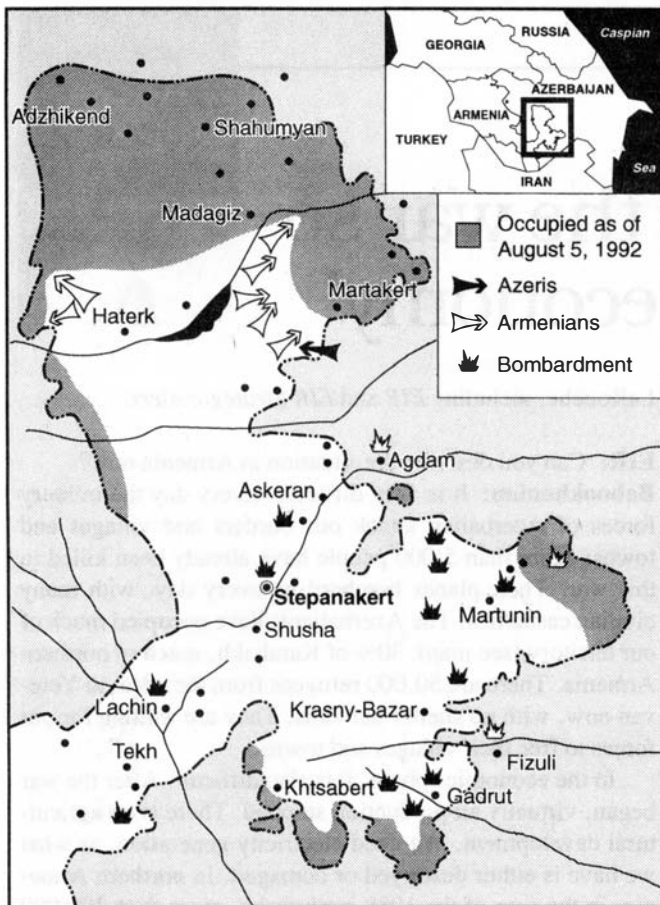 RUSSIA
Caspian
GEORGIA
AZERBAIJAN
ARMENIA
TURKEY
IRAN
Sea
Adzhikend
Shahumyan
Madagiz
Occupied as of
August 5, 1992
Azeris
Armenians
Bombardment
Martakert
Haterk
Agdam
Askeran
Stepanakert
Martunin
Shusha
Lachin
Krasny-Bazar
Tekh
Fizuli
Khtsabert